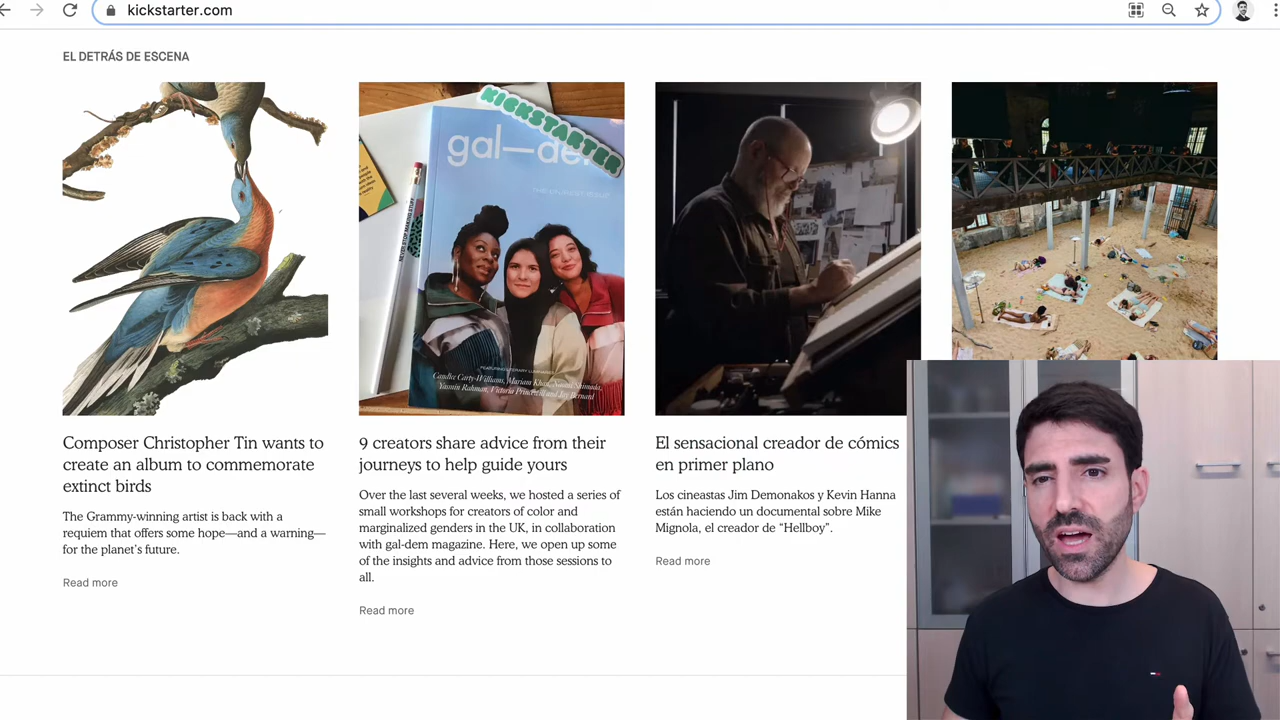 kickstarter.com
EL DETRÁS DE ESCENA
KICKSTARTER
gal—de
Candice Carty-Williams, Mariam Khan,
Composer Christopher Tin wants to
create an album to commemorate
extinct birds
The Grammy-winning artist is back with a
requiem that offers some hope—and a warning—
for the planet's future.
Read more
9 creators share advice from their
journeys to help guide yours
Over the last several weeks, we hosted a series of
small workshops for creators of color and
marginalized genders in the UK, in collaboration
with gal-dem magazine. Here, we open up some
of the insights and advice from those sessions to
all.
Read more
El sensacional creador de cómics
en primer plano
Los cineastas Jim Demonakos y Kevin Hanna
están haciendo un documental sobre Mike
Mignola, el creador de “Hellboy”.
Read more